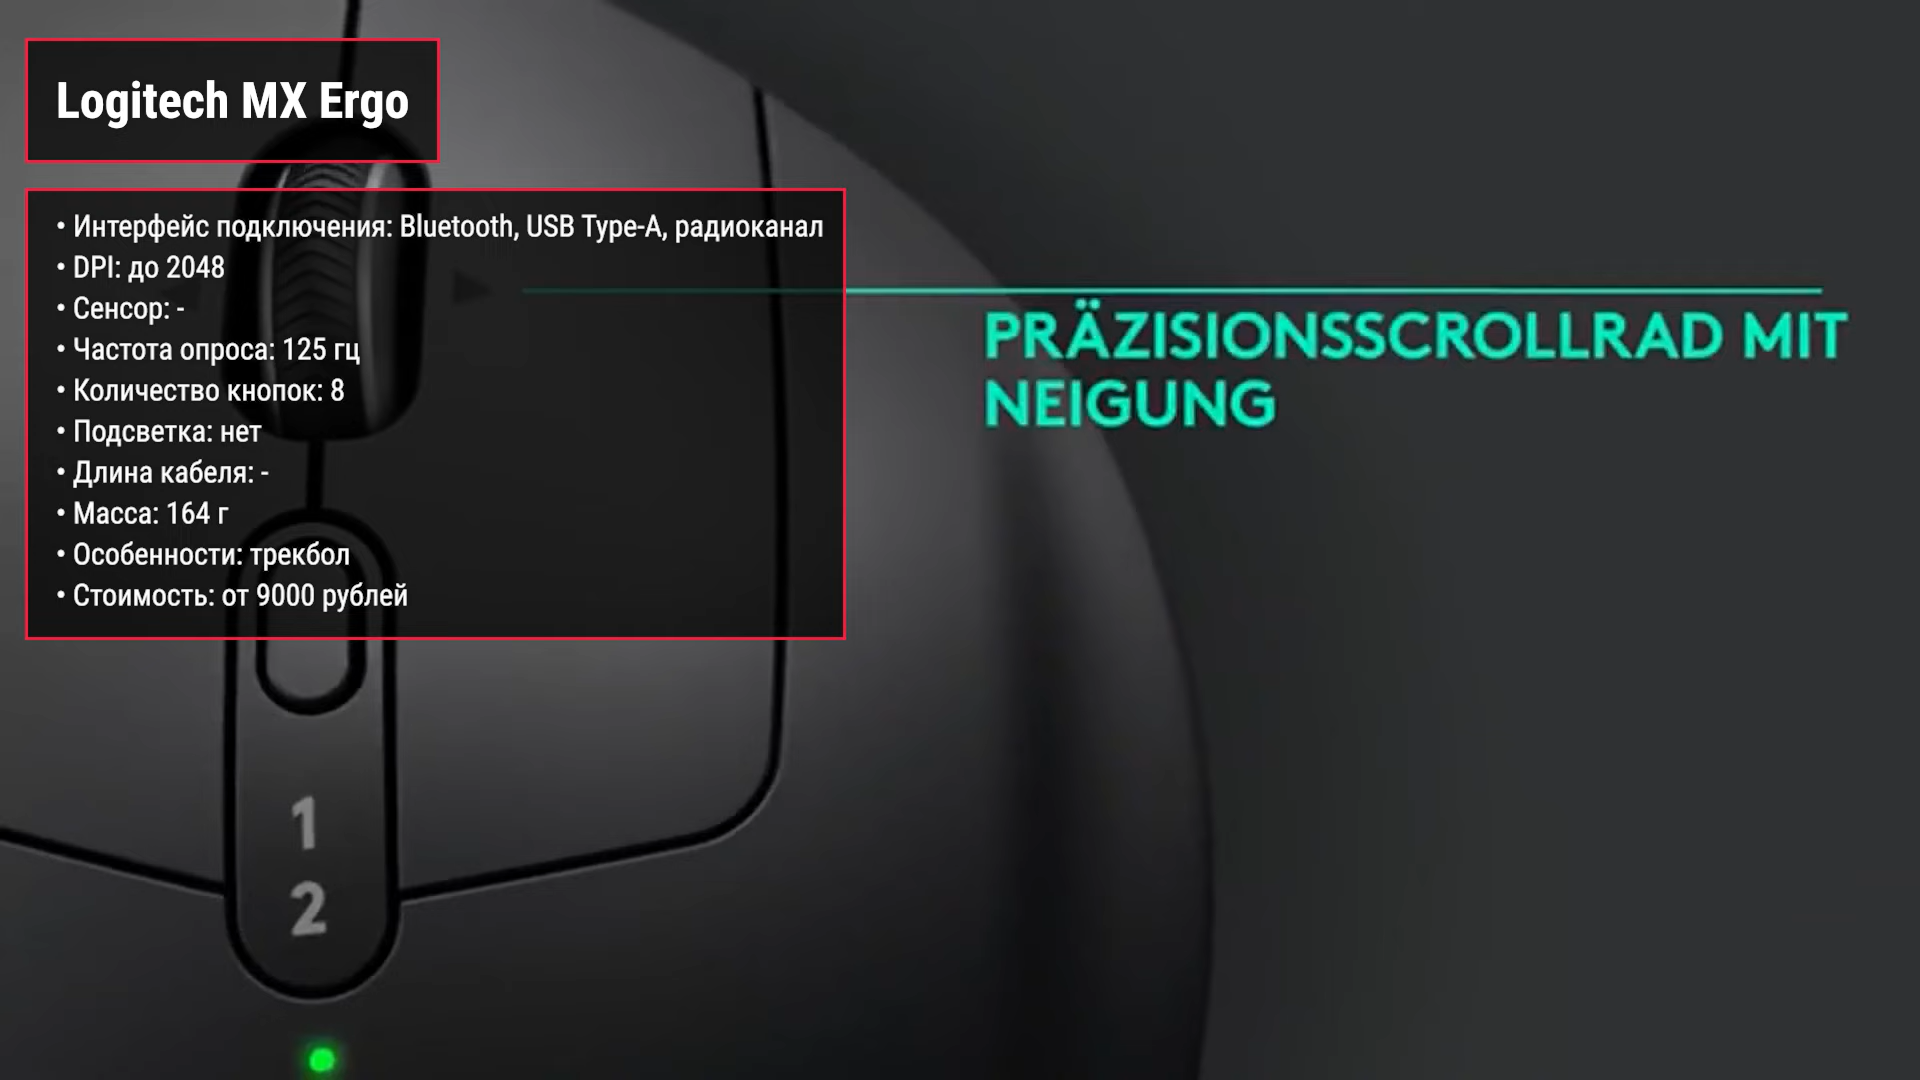 Logitech MX Ergo
• Интерфейс подключения: Bluetooth, USB Type-A, радиоканал
• DPI: до 2048
• Сенсор: -
• Частота опроса: 125 гц
• Количество кнопок: 8
• Подсветка: нет
• Длина кабеля: -
• Масса: 164 г
• Особенности: трекбол
• Стоимость: от 9000 рублей
PRÄZISIONSSCROLLRAD MIT
NEIGUNG
1
2